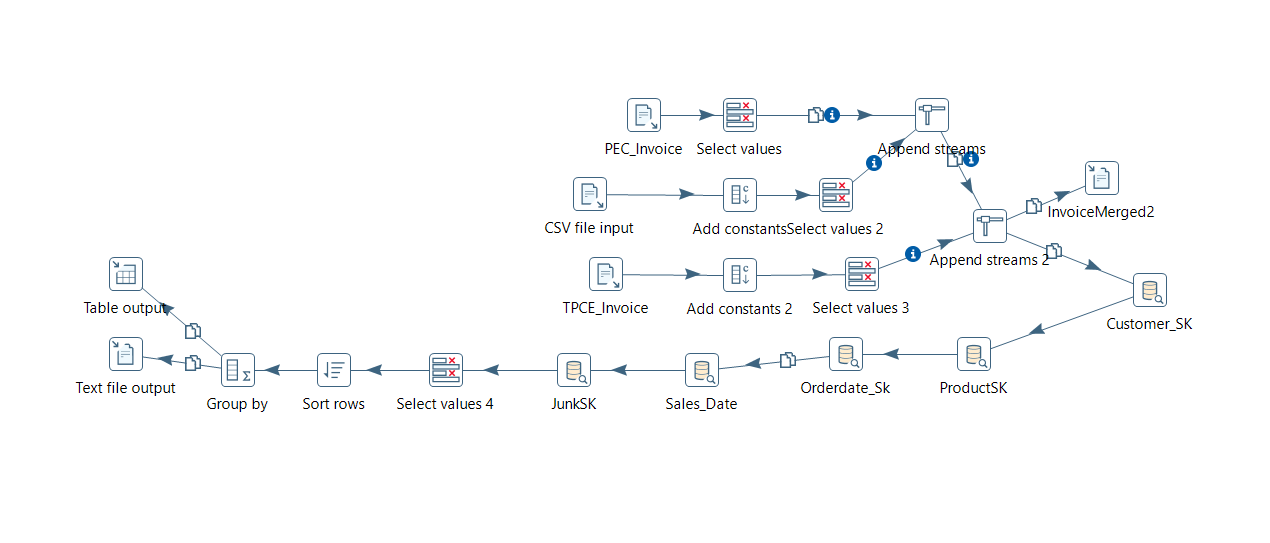 PEC_Invoice
Select values
Append streams
CSV file input
Add constants
Select values 2
InvoiceMerged2
Append streams 2
TPCE_Invoice
Add constants 2
Select values 3
Table output
Customer_SK
Text file output
Group by
Sort rows
Select values 4
JunkSK
Sales_Date
Orderdate_Sk
ProductSK